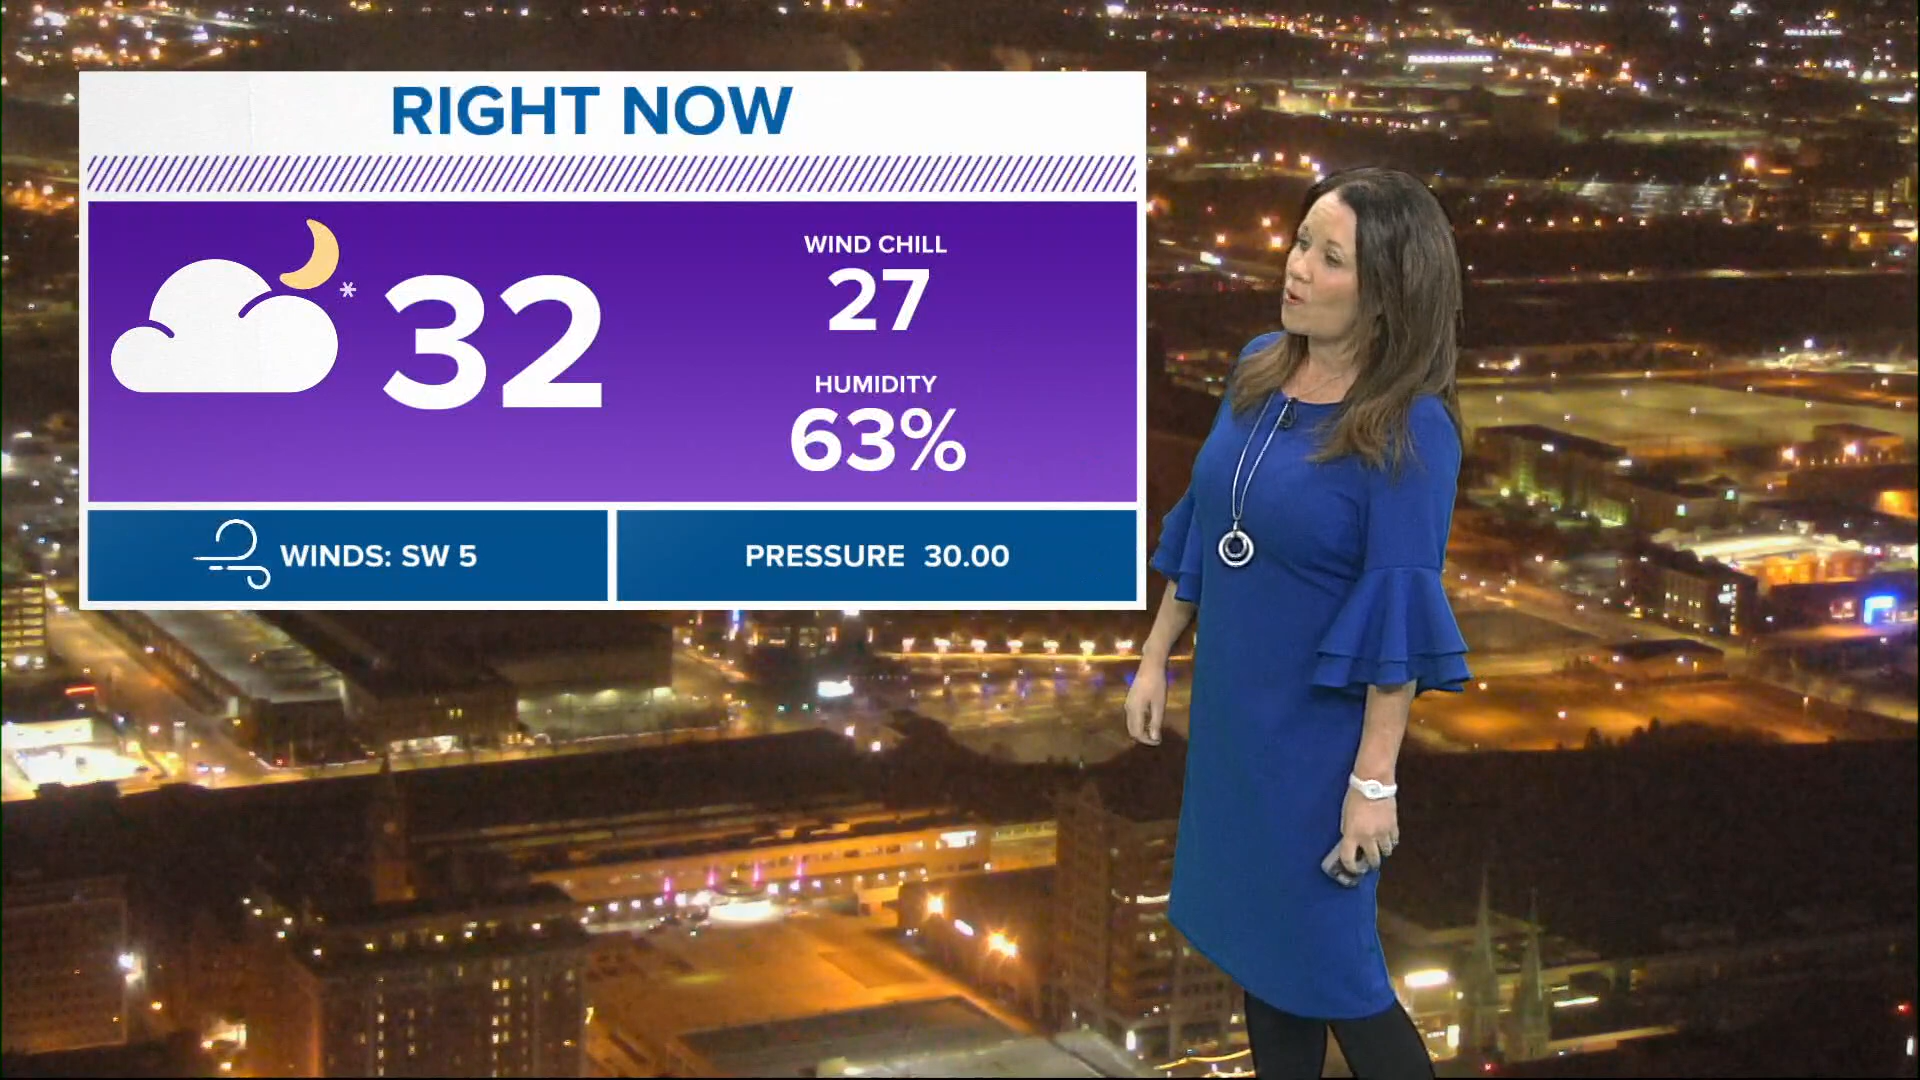 RIGHT NOW
32
WIND CHILL
27
HUMIDITY
63%
WINDS: SW 5
PRESSURE 30.00